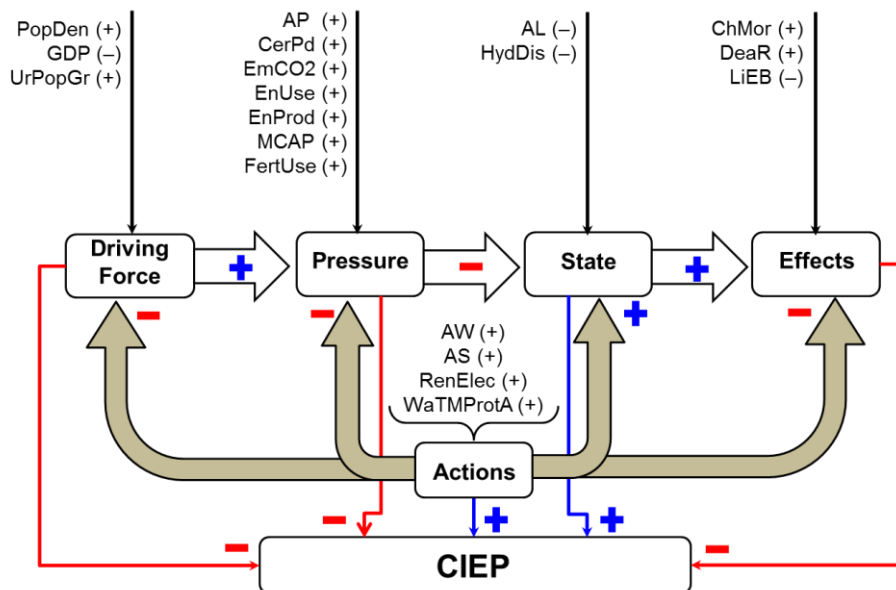 PopDen (+)
GDP (–)
UrPopGr (+)
AP (+)
CerPd (+)
EmCO2 (+)
EnUse (+)
EnProd (+)
MCAP (+)
FertUse (+)
AL (–)
HydDis (–)
ChMor (+)
DeaR (+)
LiEB (–)
Driving
Force
+
Pressure
–
State
+
Effects
–
–
+
–
AW (+)
AS (+)
RenElec (+)
WaTMProtA (+)
Actions
–
–
+
+
–
CIEP